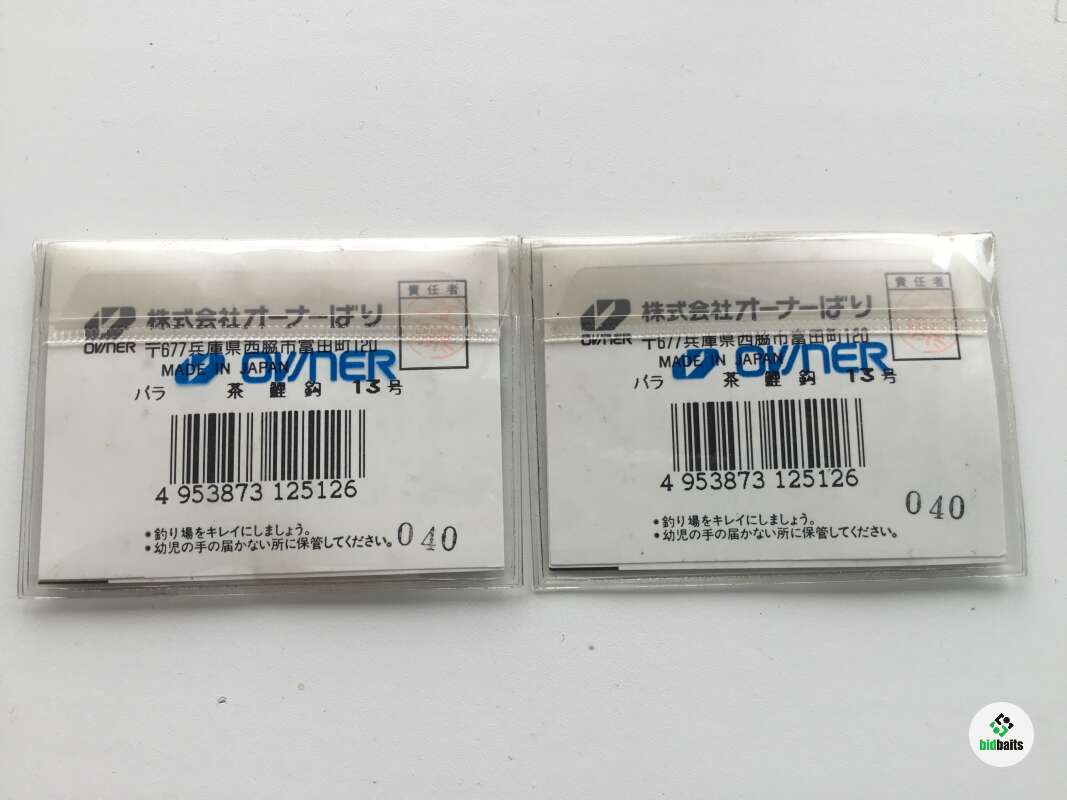 責任者
株式会社オーナーばり
OWNER
〒677兵庫県西脇市富田町120
MADE IN JAPAN
OWNER
バラ 茶鯉鈎 13号
4 953873 125126
•釣り場をキレイにしましょう。
•幼児の手の届かない所に保管してください。
040
責任者
株式会社オーナーばり
OWNER
〒677兵庫県西脇市富田町120
MADE IN JAPAN
OWNER
バラ 茶鯉鈎 13号
4 953873 125126
•釣り場をキレイにしましょう。
•幼児の手の届かない所に保管してください。
040
bidbaits